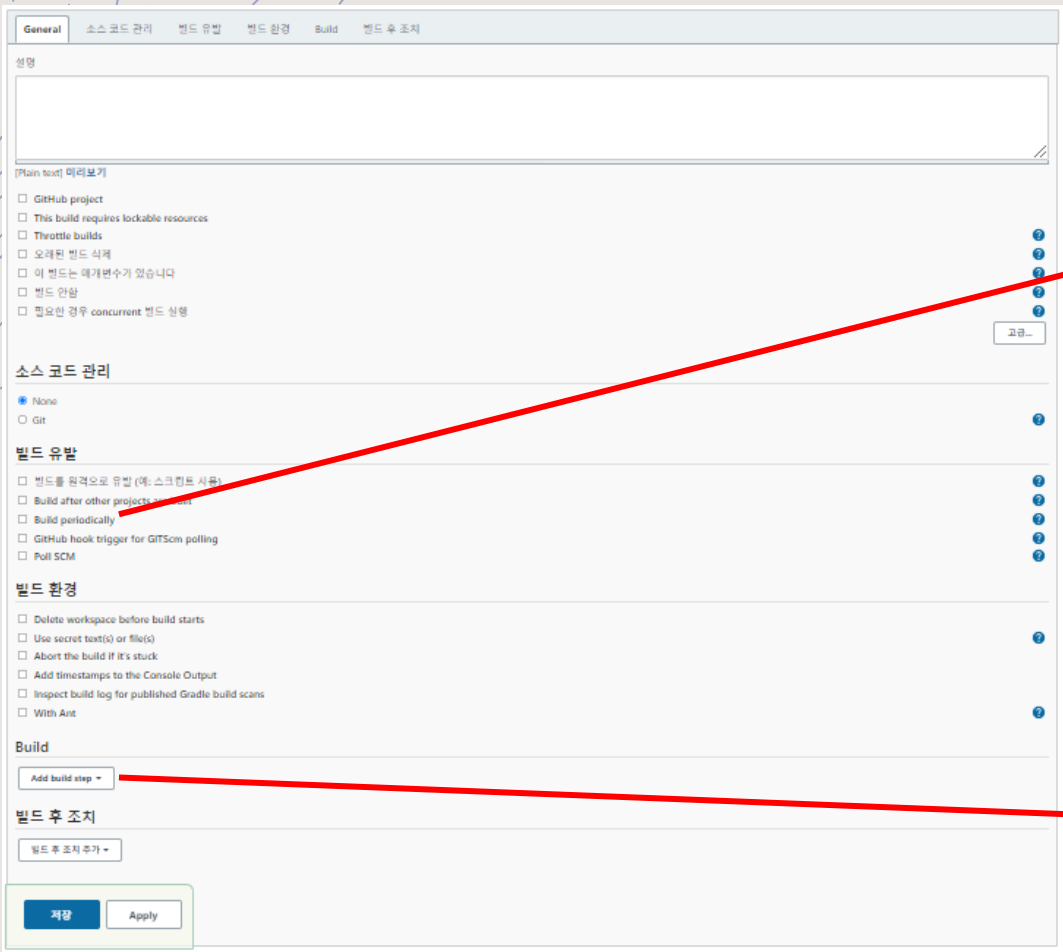 General 소스 코드 관리 빌드 유발 빌드 환경 Build 빌드 후 조치
설명
[Plain text] 미리보기
GitHub project
This build requires lockable resources
Throttle builds
오래된 빌드 삭제
이 빌드는 매개변수가 있습니다
빌드 안함
필요한 경우 concurrent 빌드 실행
고급...
소스 코드 관리
None
Git
빌드 유발
빌드를 원격으로 유발 (예: 스크립트 사용)
Build after other projects are built
Build periodically
GitHub hook trigger for GITScm polling
Poll SCM
빌드 환경
Delete workspace before build starts
Use secret text(s) or file(s)
Abort the build if it's stuck
Add timestamps to the Console Output
Inspect build log for published Gradle build scans
With Ant
Build
Add build step
빌드 후 조치
빌드 후 조치 추가
저장 Apply